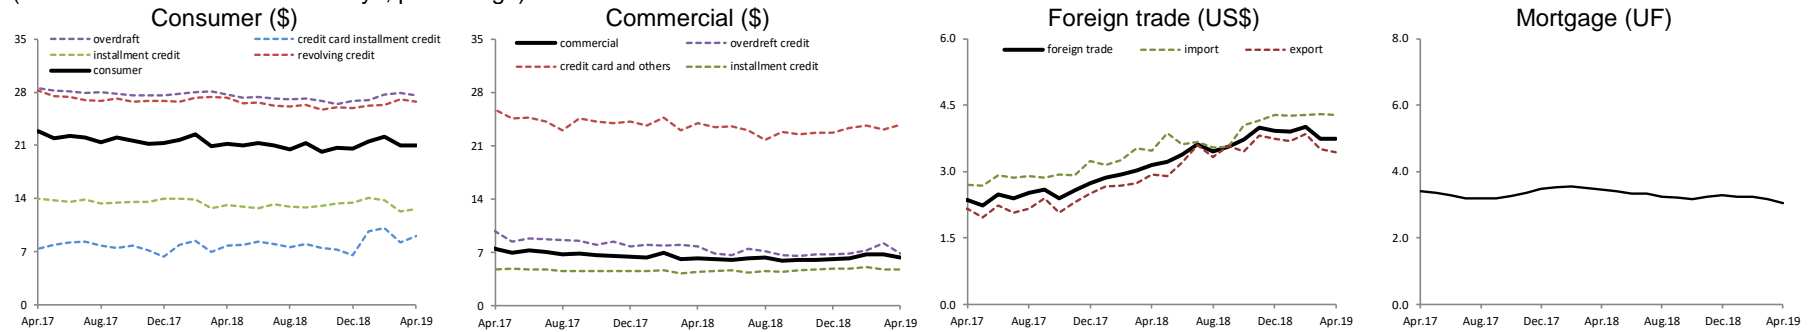 Consumer ($)
35
28
21
14
7
0
overdraft
credit card installment credit
installment credit
revolving credit
consumer
Apr.17
Aug.17
Dec.17
Apr.18
Aug.18
Dec.18
Apr.19
Commercial ($)
35
28
21
14
7
0
commercial
overdreft credit
credit card and others
installment credit
Apr.17
Aug.17
Dec.17
Apr.18
Aug.18
Dec.18
Apr.19
Foreign trade (US$)
6.0
4.5
3.0
1.5
0.0
foreign trade
import
export
Apr.17
Aug.17
Dec.17
Apr.18
Aug.18
Dec.18
Apr.19
Mortgage (UF)
8.0
6.0
4.0
2.0
0.0
Apr.17
Aug.17
Dec.17
Apr.18
Aug.18
Dec.18
Apr.19